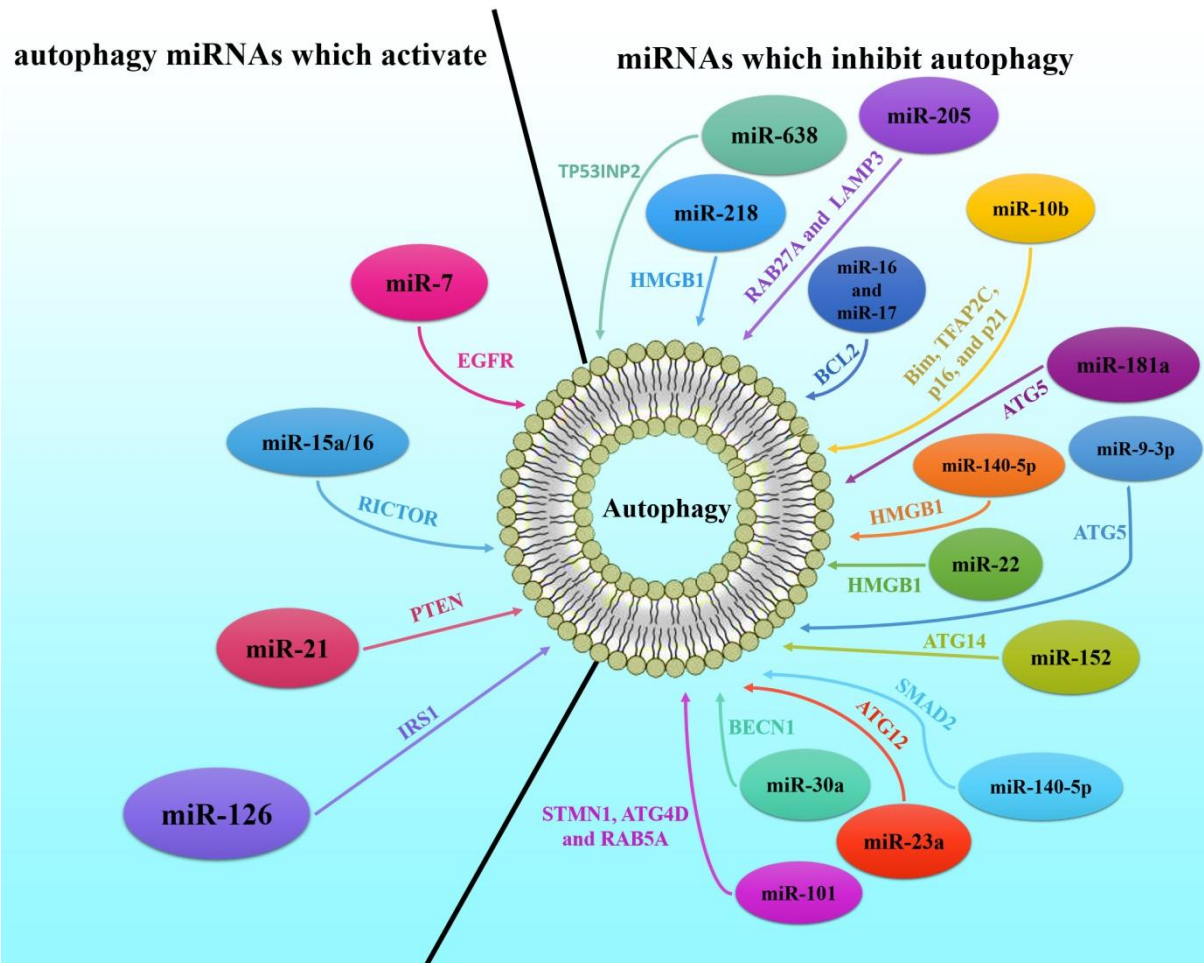 autophagy miRNAs which activate
miRNAs which inhibit autophagy
miR-7
EGFR
miR-15a/16
RICTOR
miR-21
PTEN
miR-126
IRS1
Autophagy
miR-638
TP53INP2
miR-218
HMGB1
miR-205
RAB27A and LAMP3
miR-16
and
miR-17
BCL2
miR-10b
Bim, TFAP2C,
p16, and p21
miR-181a
ATG5
miR-140-5p
HMGB1
miR-9-3p
ATG5
miR-22
HMGB1
miR-152
ATG14
miR-140-5p
SMAD2
miR-23a
ATG12
miR-30a
BECN1
miR-101
STMN1, ATG4D
and RAB5A